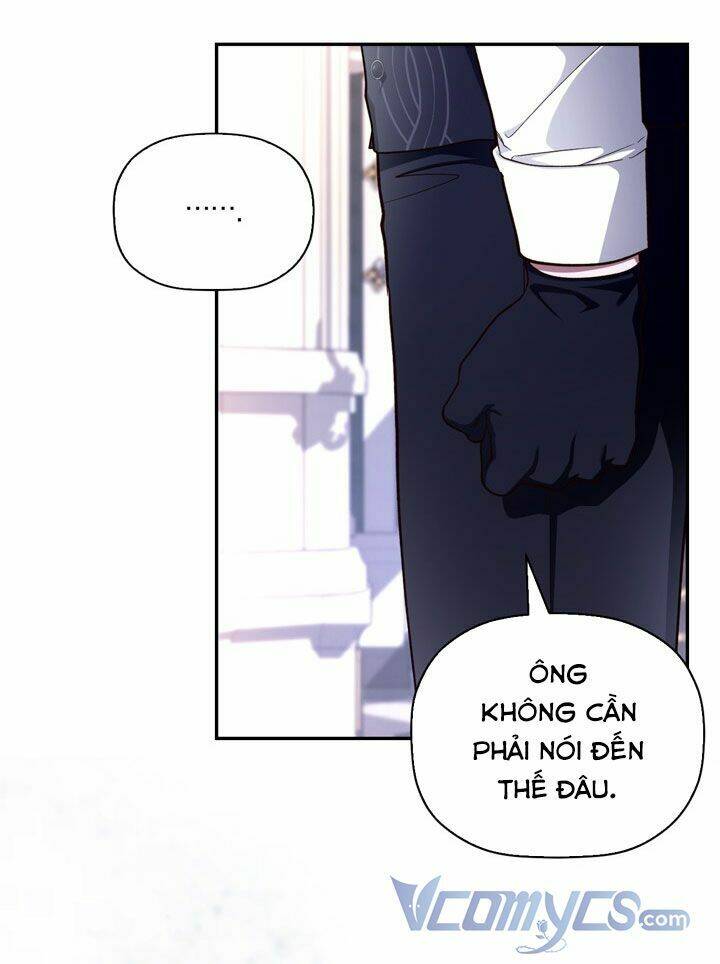 .......
ÔNG
KHÔNG CẦN
PHẢI NÓI ĐẾN
THẾ ĐÂU.
VCOMYCS.com